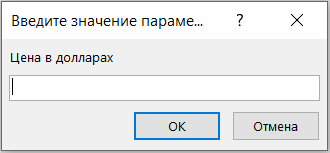 Введите значение параме... ?
Цена в долларах
OK Отмена